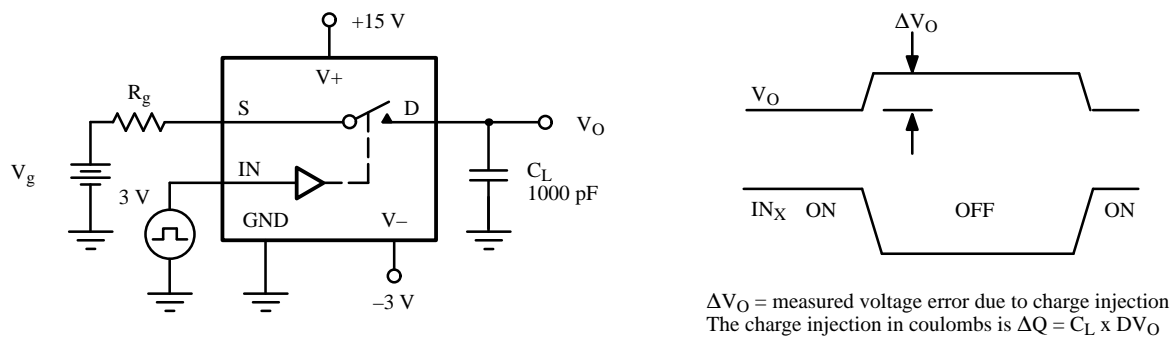 +15 V
ΔVO
V+
Rg
S
D
VO
VO
Vg
IN
CL
1000 pF
3 V
GND
V–
INX ON OFF ON
–3 V
ΔVO = measured voltage error due to charge injection
The charge injection in coulombs is ΔQ = CL x DVO